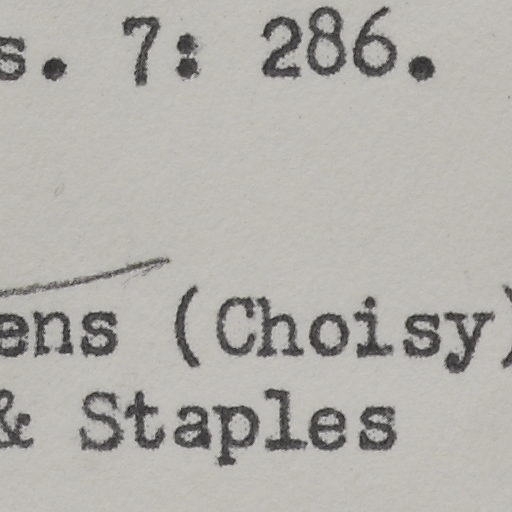 s. 7: 286.
ens (Choisy)
& Staples